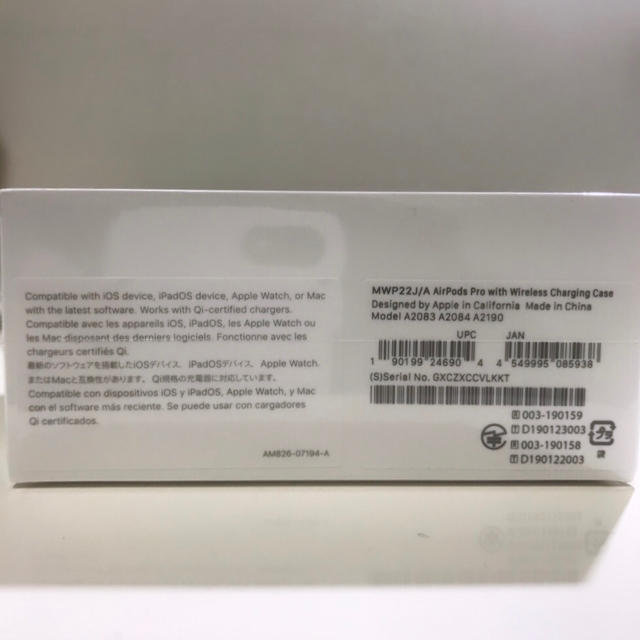 Compatible with iOS device, iPadOS device, Apple Watch, or Mac
with the latest software. Works with Qi-certified chargers.
Compatible avec les appareils iOS, iPadOS, les Apple Watch ou
les Mac disposant des derniers logiciels. Fonctionne avec les
chargeurs certifiés Qi.
最新のソフトウェアを搭載したiOSデバイス、iPadOSデバイス、Apple Watch、
またはMacと互換性があります。Qi規格の充電器に対応しています。
Compatible con dispositivos iOS y iPadOS, Apple Watch, y Mac
con el software más reciente. Se puede usar con cargadores
Qi certificados.
AM826-07194-A
MWP22J/A AirPods Pro with Wireless Charging Case
Designed by Apple in California Made in China
Model A2083 A2084 A2190
UPC JAN
1 90199 24690 4 4 549995 085938
(S)Serial No. GXCZXCCVLKKT
R 003-190159
T D190123003
R 003-190158
T D190122003
プラ
袋